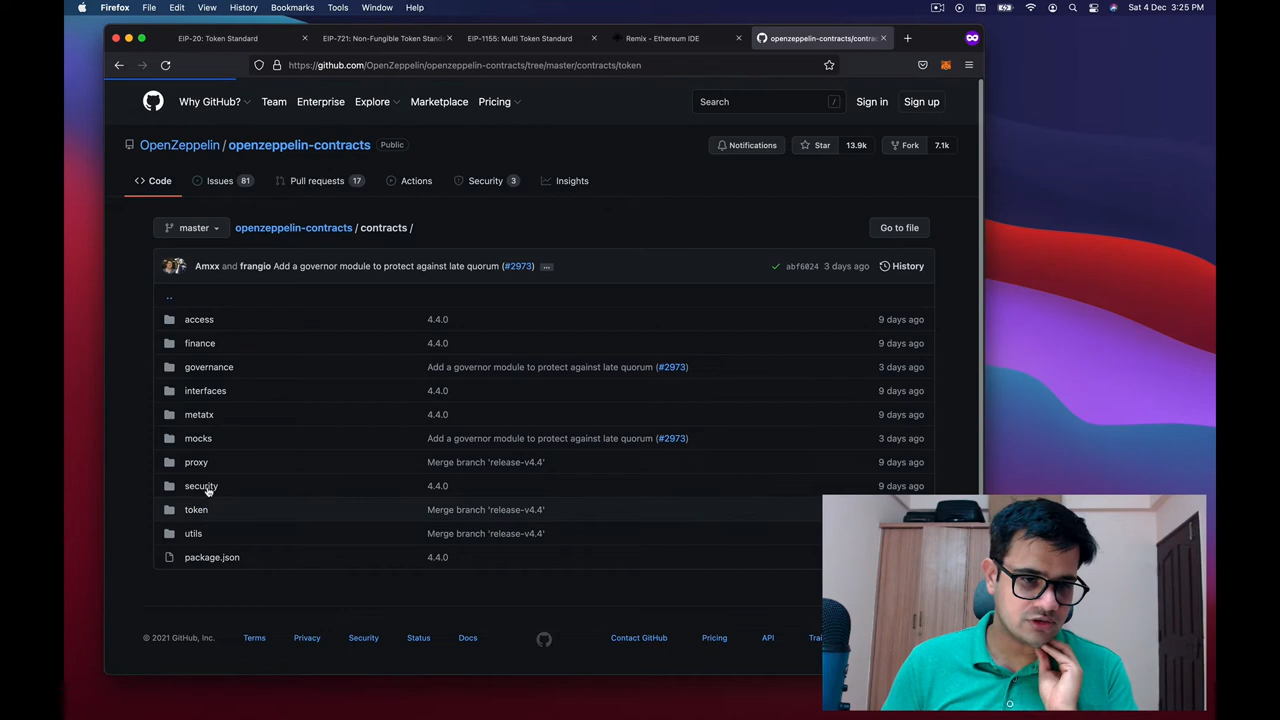 Firefox File Edit View History Bookmarks Tools Window Help Sat 4 Dec 3:25 PM
EIP-20: Token Standard EIP-721: Non-Fungible Token Stand EIP-1155: Multi Token Standard Remix - Ethereum IDE openzeppelin-contracts/contrac
https://github.com/OpenZeppelin/openzeppelin-contracts/tree/master/contracts/token
Why GitHub? Team Enterprise Explore Marketplace Pricing Search / Sign in Sign up
OpenZeppelin / openzeppelin-contracts Public Notifications Star 13.9k Fork 7.1k
<> Code Issues 81 Pull requests 17 Actions Security 3 Insights
master openzeppelin-contracts / contracts / Go to file
Amxx and frangio Add a governor module to protect against late quorum (#2973) ... abf6024 3 days ago History
..
access 4.4.0 9 days ago
finance 4.4.0 9 days ago
governance Add a governor module to protect against late quorum (#2973) 3 days ago
interfaces 4.4.0 9 days ago
metatx 4.4.0 9 days ago
mocks Add a governor module to protect against late quorum (#2973) 3 days ago
proxy Merge branch 'release-v4.4' 9 days ago
security 4.4.0 9 days ago
token Merge branch 'release-v4.4'
utils Merge branch 'release-v4.4'
package.json 4.4.0
© 2021 GitHub, Inc. Terms Privacy Security Status Docs Contact GitHub Pricing API Trai